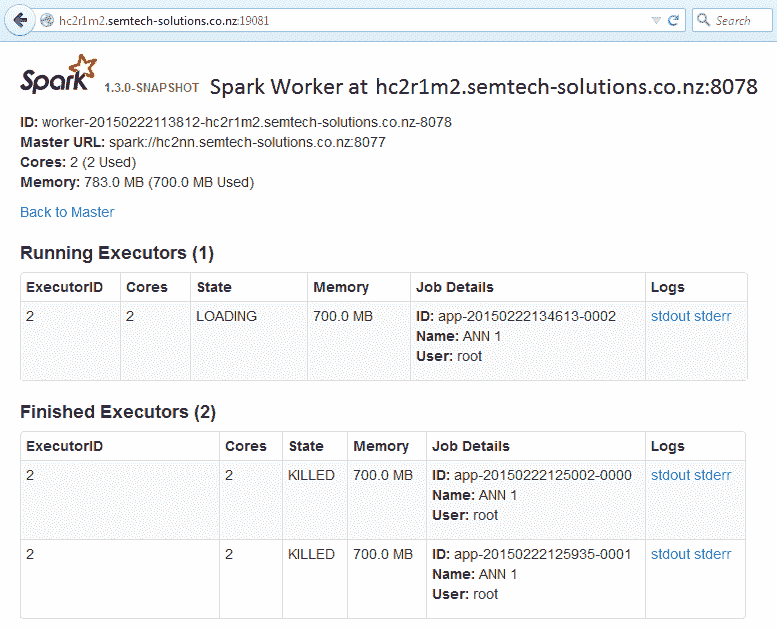 hc2r1m2.semtech-solutions.co.nz:19081
Search
Spark 1.3.0-SNAPSHOT Spark Worker at hc2r1m2.semtech-solutions.co.nz:8078
ID: worker-20150222113812-hc2r1m2.semtech-solutions.co.nz-8078
Master URL: spark://hc2nn.semtech-solutions.co.nz:8077
Cores: 2 (2 Used)
Memory: 783.0 MB (700.0 MB Used)
Back to Master
Running Executors (1)
ExecutorID Cores State Memory Job Details Logs
2 2 LOADING 700.0 MB ID: app-20150222134613-0002 stdout stderr
Name: ANN 1
User: root
Finished Executors (2)
ExecutorID Cores State Memory Job Details Logs
2 2 KILLED 700.0 MB ID: app-20150222125002-0000 stdout stderr
Name: ANN 1
User: root
2 2 KILLED 700.0 MB ID: app-20150222125935-0001 stdout stderr
Name: ANN 1
User: root